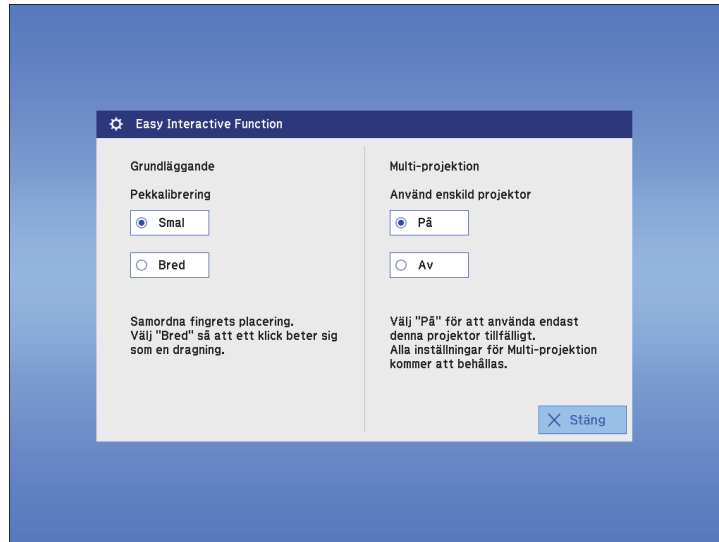 Easy Interactive Function
Grundläggande
Pekkalibrering
Smal
Bred
Samordna fingrets placering.
Välj "Bred" så att ett klick beter sig
som en dragning.
Multi-projektion
Använd enskild projektor
På
Av
Välj "På" för att använda endast
denna projektor tillfälligt.
Alla inställningar för Multi-projektion
kommer att behållas.
Stäng